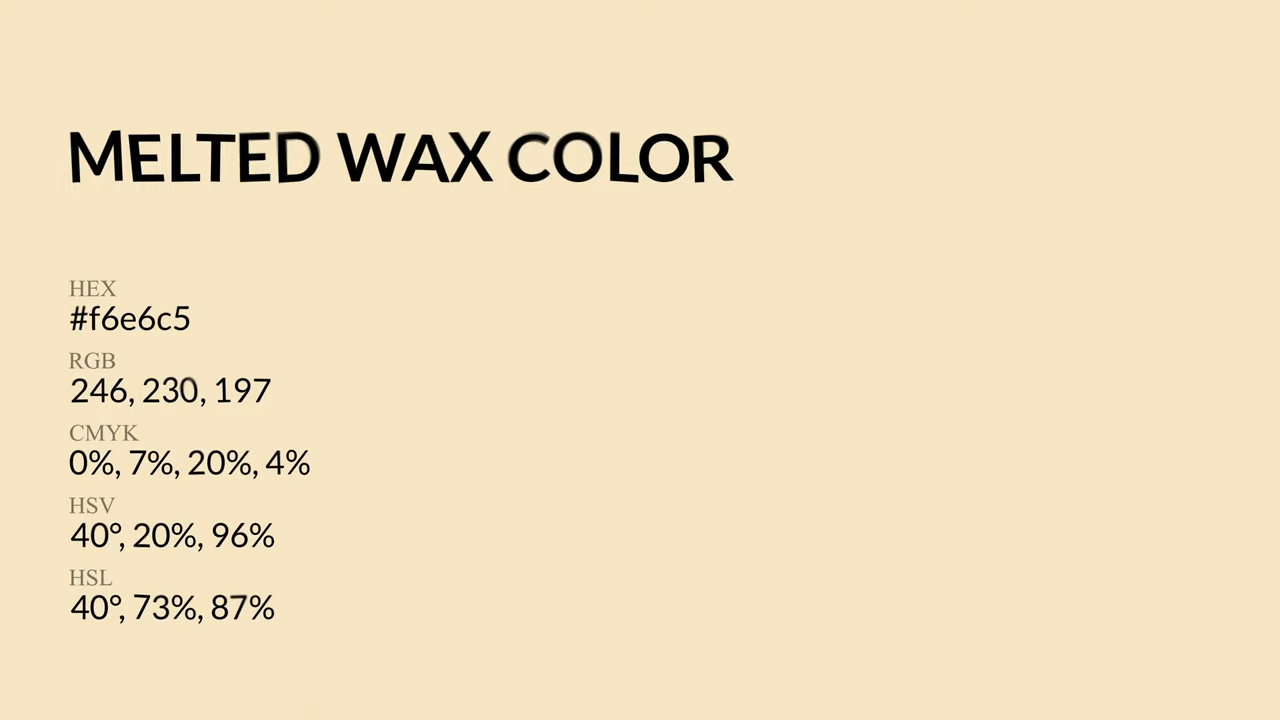 MELTED WAX COLOR
HEX
#f6e6c5
RGB
246, 230, 197
CMYK
0%, 7%, 20%, 4%
HSV
40°, 20%, 96%
HSL
40°, 73%, 87%